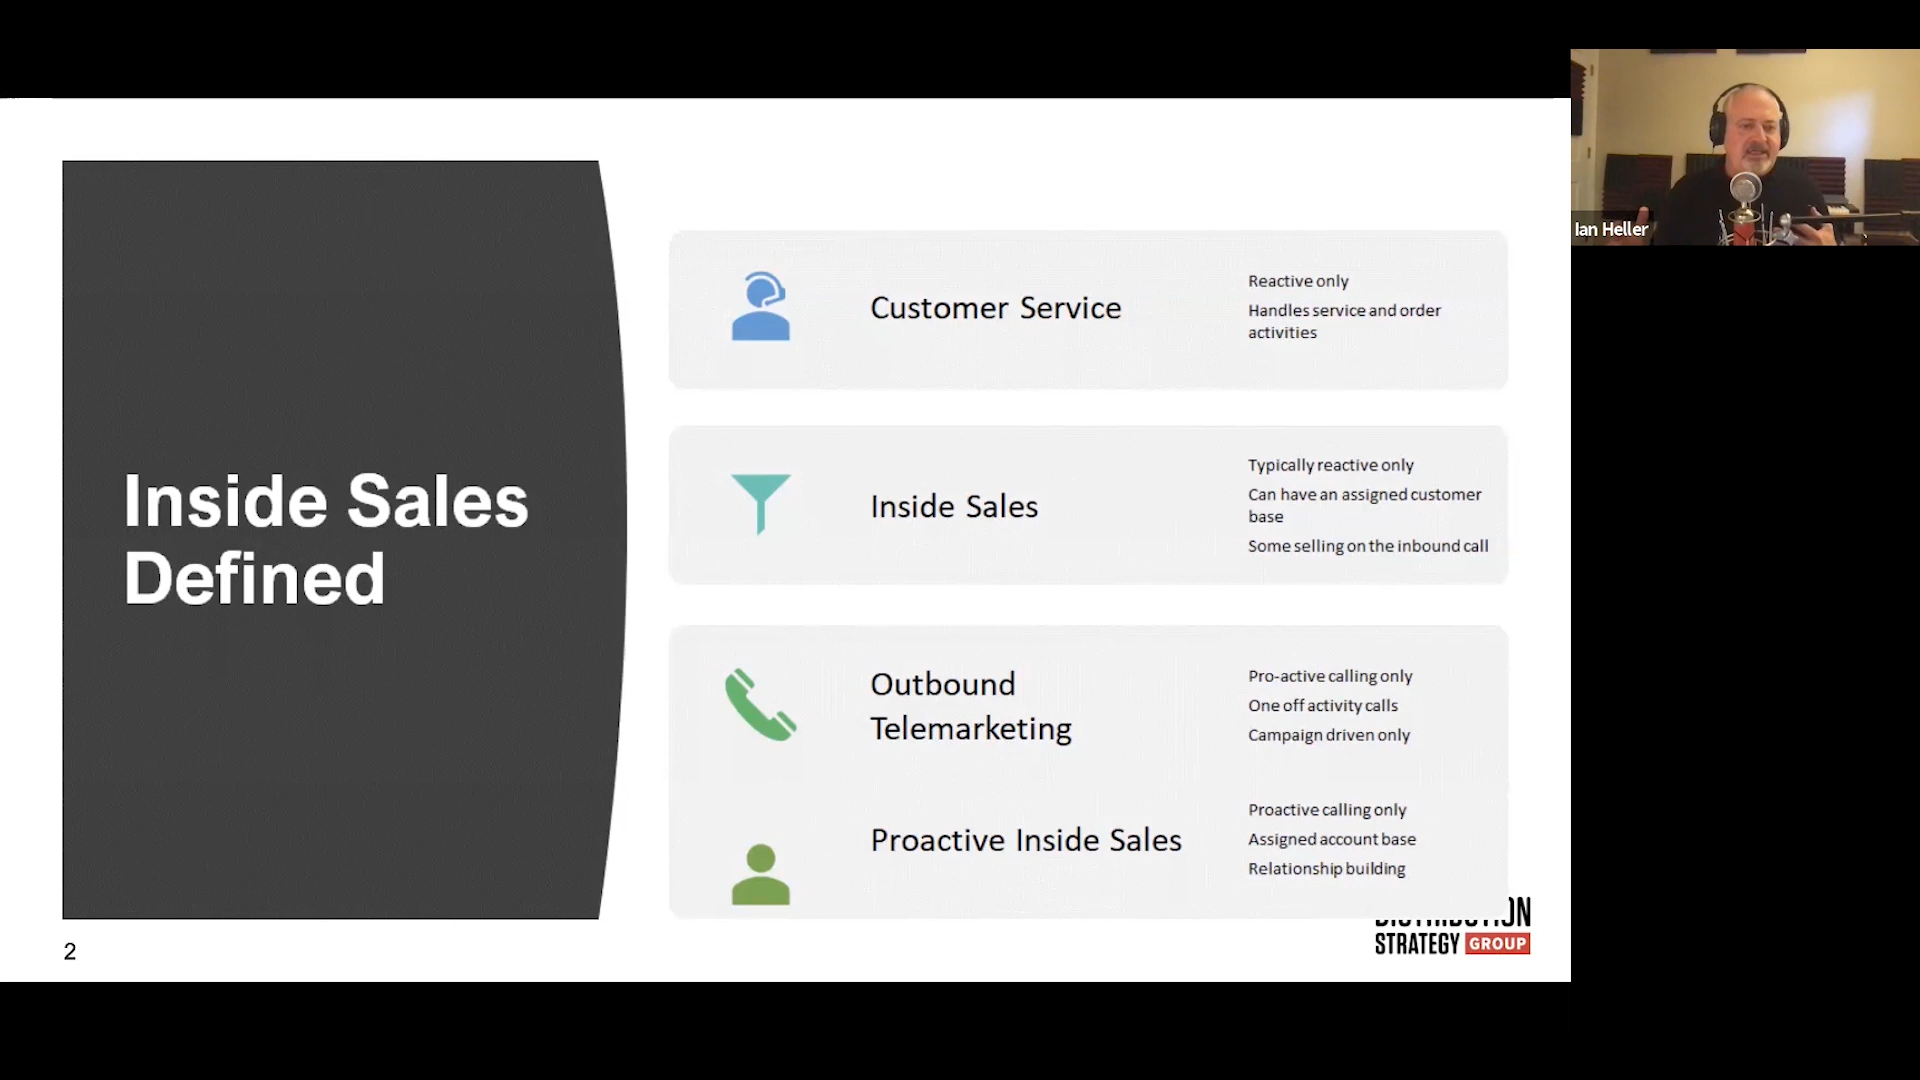 Inside Sales
Defined
Customer Service
Reactive only
Handles service and order
activities
Inside Sales
Typically reactive only
Can have an assigned customer
base
Some selling on the inbound call
Outbound
Telemarketing
Pro-active calling only
One off activity calls
Campaign driven only
Proactive Inside Sales
Proactive calling only
Assigned account base
Relationship building
2
DISTRIBUTION
STRATEGY GROUP
Ian Heller